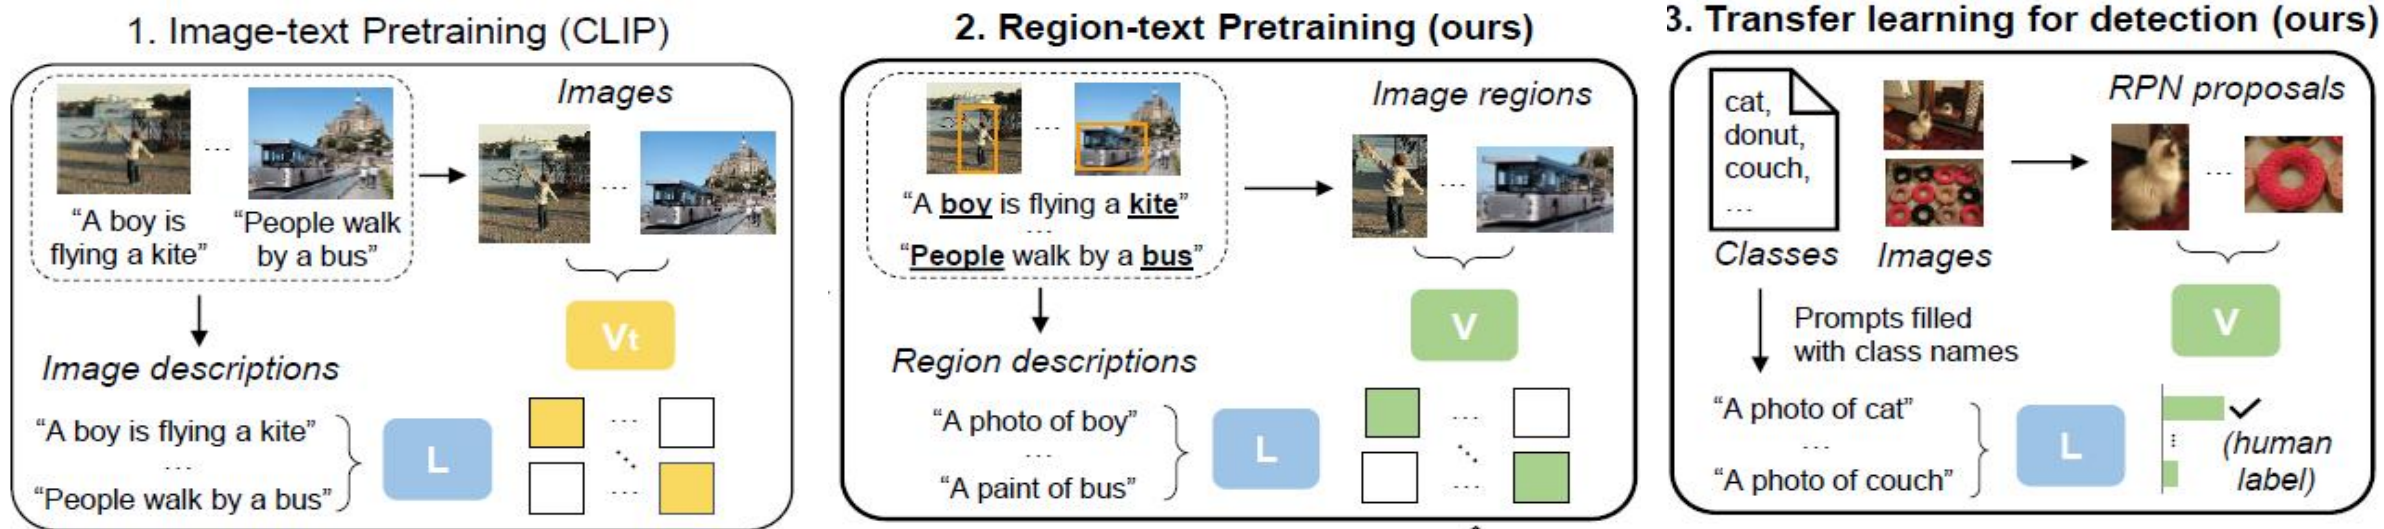 1. Image-text Pretraining (CLIP)
Images
...
"A boy is
flying a kite"
"People walk
by a bus"
...
Vt
Image descriptions
"A boy is flying a kite"
...
"People walk by a bus"
L
...
...
2. Region-text Pretraining (ours)
Image regions
...
"A boy is flying a kite"
...
"People walk by a bus"
...
V
Region descriptions
"A photo of boy"
...
"A paint of bus"
L
...
...
3. Transfer learning for detection (ours)
cat,
donut,
couch,
...
Classes
Images
RPN proposals
...
V
Prompts filled
with class names
"A photo of cat"
...
"A photo of couch"
L
(human
label)